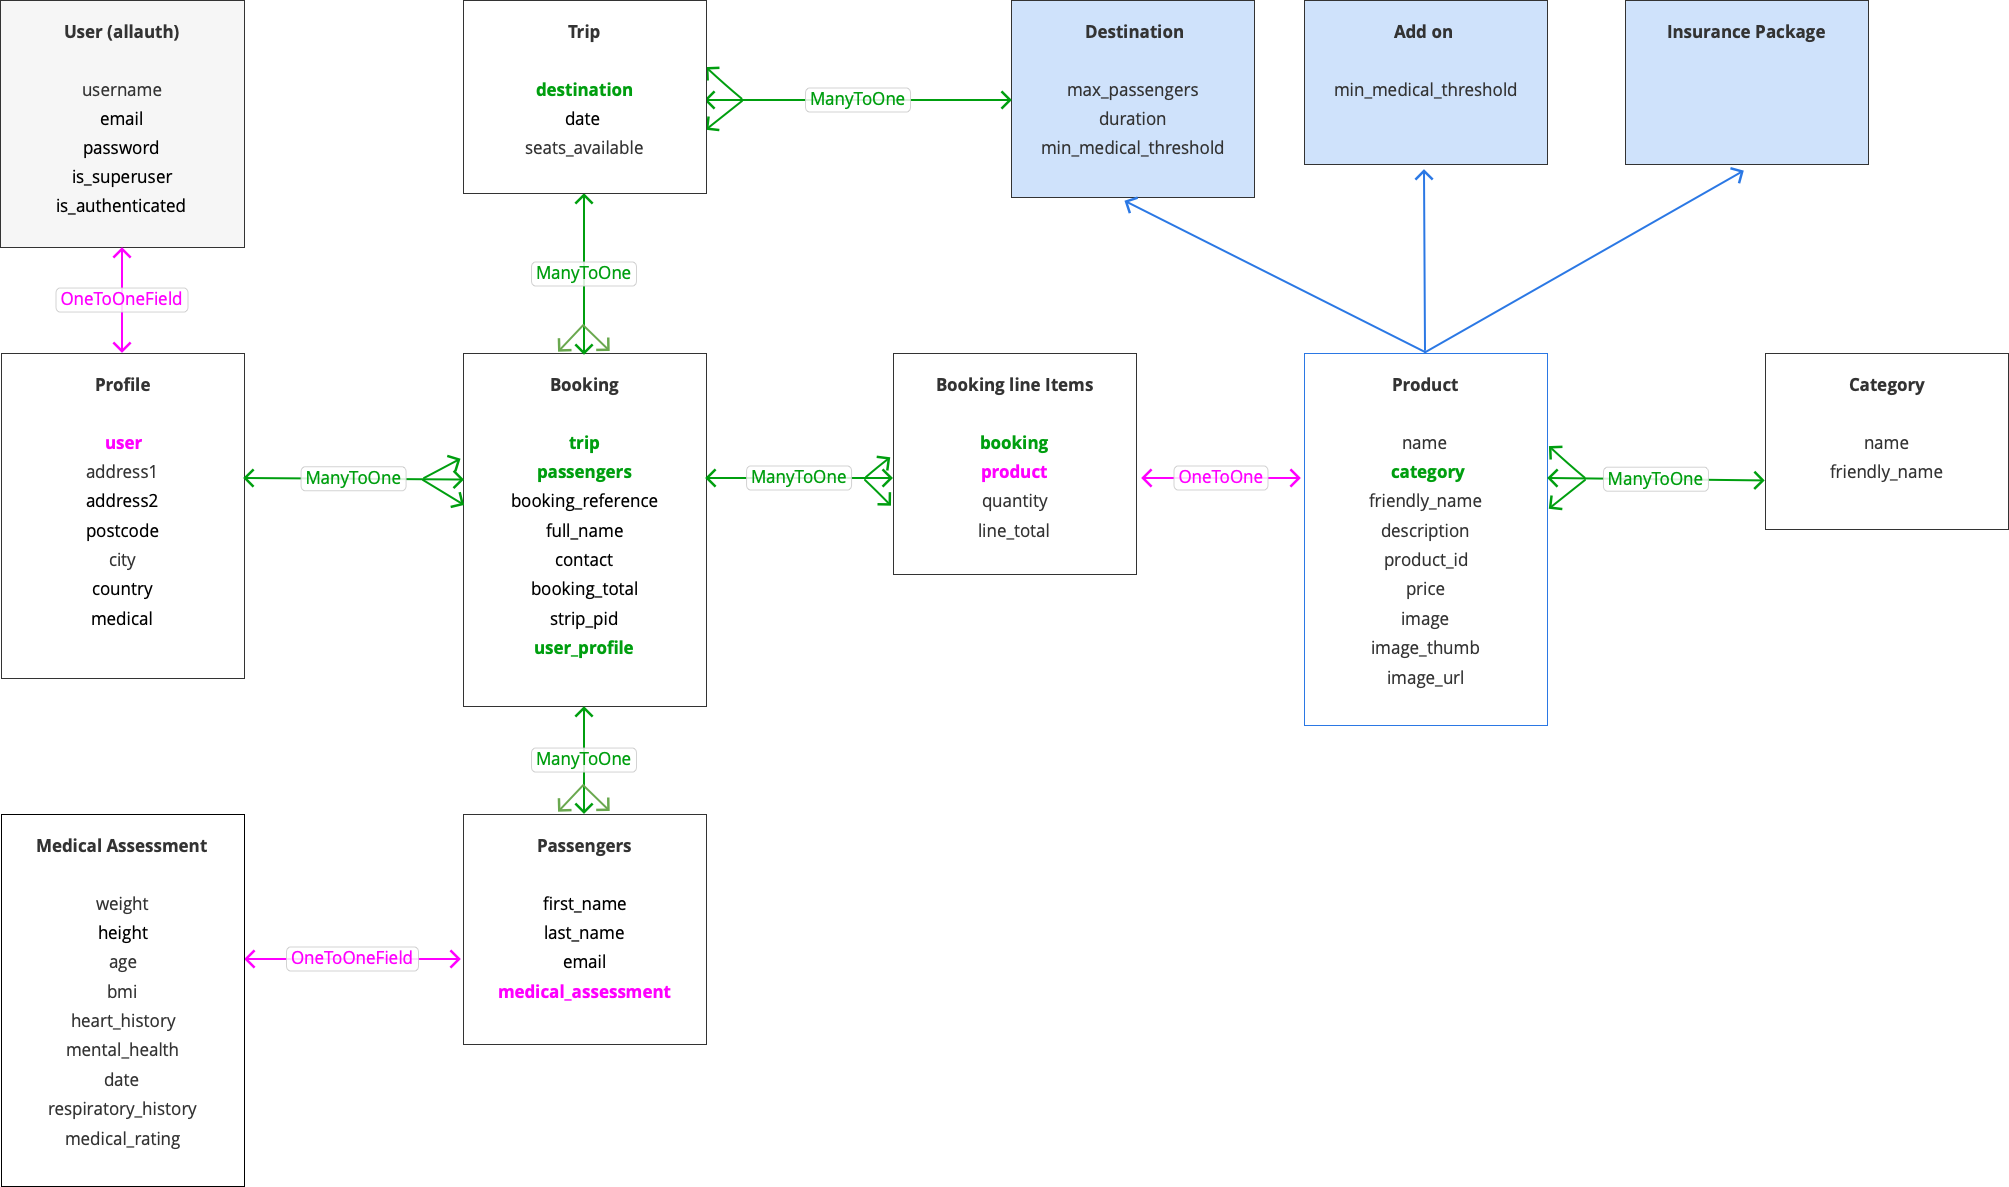 User (allauth)
username
email
password
is_superuser
is_authenticated
Trip
destination
date
seats_available
ManyToOne
Destination
max_passengers
duration
min_medical_threshold
Add on
min_medical_threshold
Insurance Package
OneToOneField
ManyToOne
Profile
user
address1
address2
postcode
city
country
medical
ManyToOne
Booking
trip
passengers
booking_reference
full_name
contact
booking_total
strip_pid
user_profile
ManyToOne
Booking line Items
booking
product
quantity
line_total
OneToOne
Product
name
category
friendly_name
description
product_id
price
image
image_thumb
image_url
ManyToOne
Category
name
friendly_name
ManyToOne
Medical Assessment
weight
height
age
bmi
heart_history
mental_health
date
respiratory_history
medical_rating
OneToOneField
Passengers
first_name
last_name
email
medical_assessment